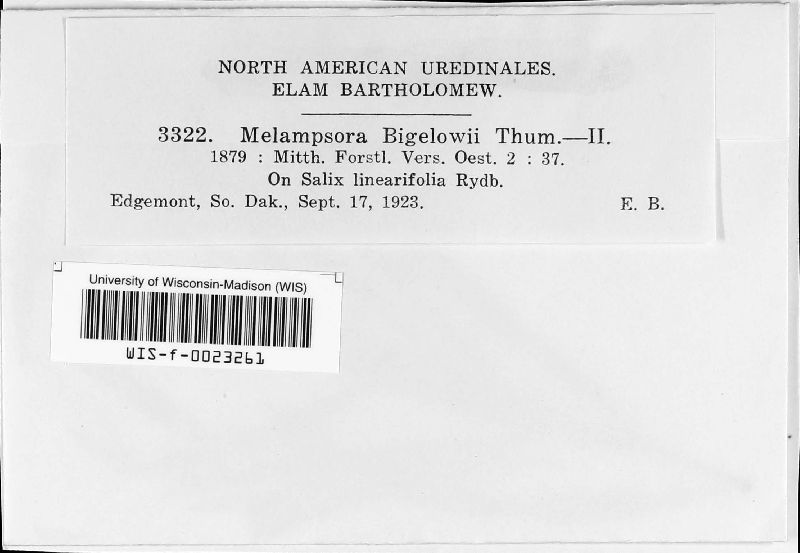 NORTH AMERICAN UREDINALES.
ELAM BARTHOLOMEW.
3322. Melampsora Bigelowii Thum.—II.
1879 : Mitth. Forstl. Vers. Oest. 2 : 37.
On Salix linearifolia Rydb.
Edgemont, So. Dak., Sept. 17, 1923. E. B.
University of Wisconsin-Madison (WIS)
WIS-f-0023261